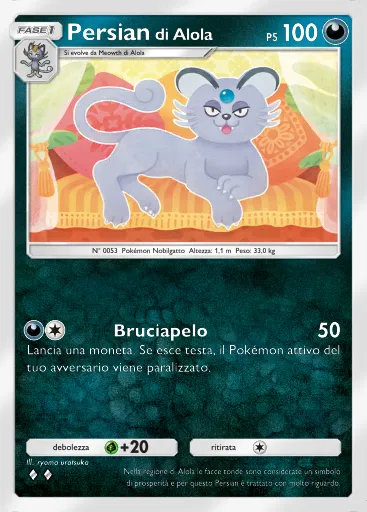 FASE 1
Persian di Alola
PS 100
Si evolve da Meowth di Alola
N° 0053 Pokémon Nobilgatto Altezza: 1,1 m Peso: 33,0 kg
Bruciapelo 50
Lancia una moneta. Se esce testa, il Pokémon attivo del
tuo avversario viene paralizzato.
debolezza +20 ritirata
Ill. ryoma uratsuka
Nella regione di Alola le facce tonde sono considerate un simbolo
di prosperità e per questo Persian è trattato con molto riguardo.